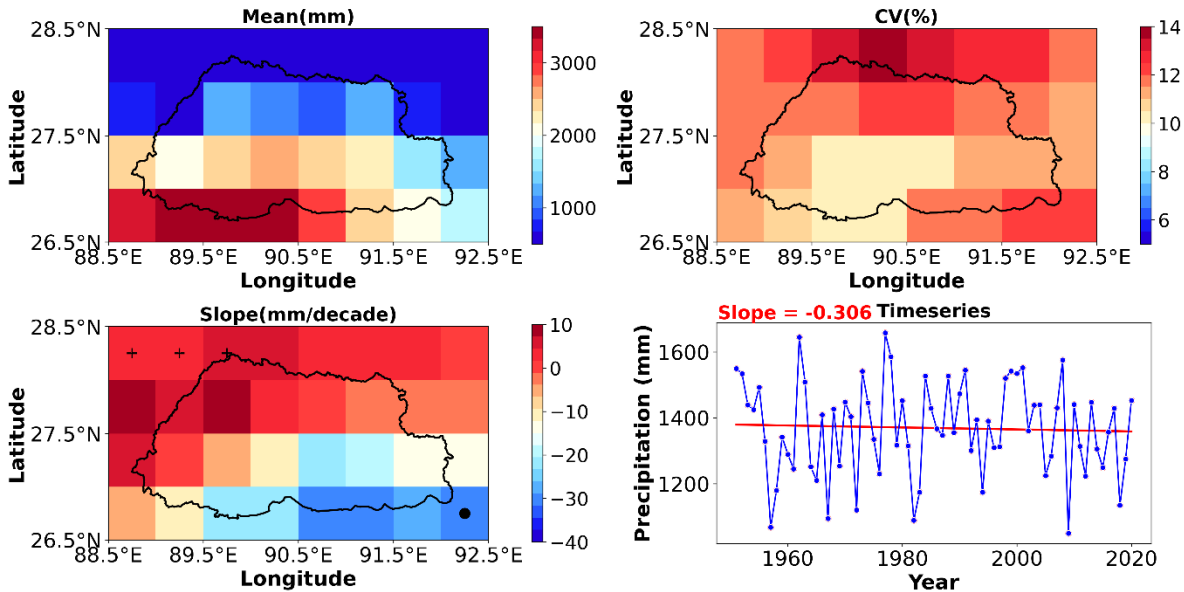 Mean(mm)
28.5°N
27.5°N
26.5°N
88.5°E
89.5°E
90.5°E
91.5°E
92.5°E
Latitude
Longitude
3000
2000
1000
CV(%)
28.5°N
27.5°N
26.5°N
88.5°E
89.5°E
90.5°E
91.5°E
92.5°E
Latitude
Longitude
14
12
10
8
6
Slope(mm/decade)
28.5°N
27.5°N
26.5°N
88.5°E
89.5°E
90.5°E
91.5°E
92.5°E
Latitude
Longitude
10
0
−10
−20
−30
−40
Slope = -0.306 Timeseries
Precipitation (mm)
1600
1400
1200
1960
1980
2000
2020
Year